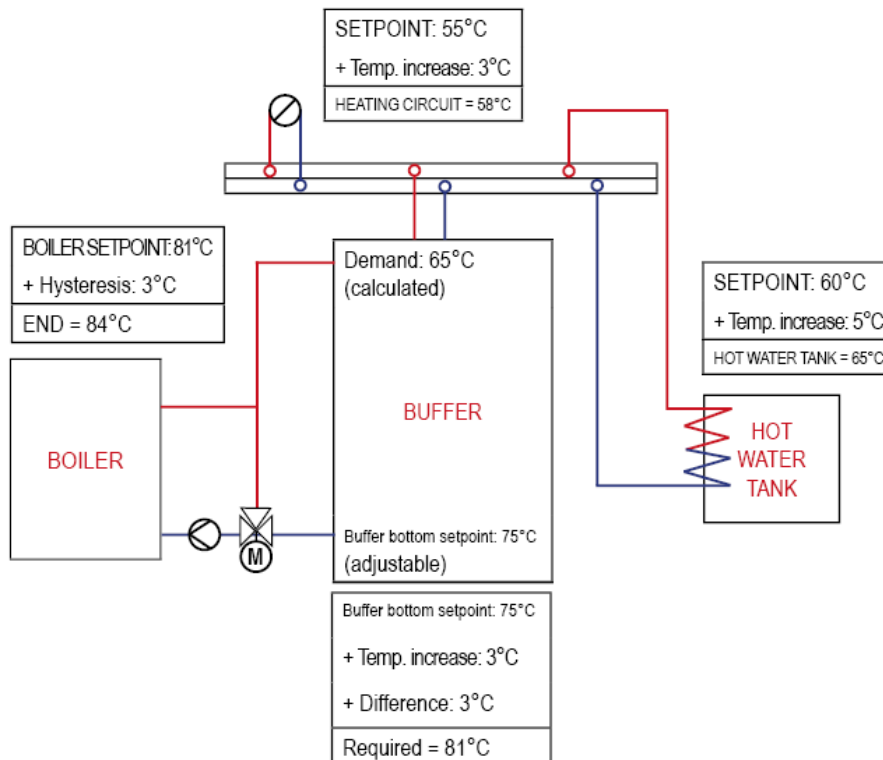 SETPOINT: 55°C
+ Temp. increase: 3°C
HEATING CIRCUIT = 58°C
BOILER SETPOINT: 81°C
+ Hysteresis: 3°C
END = 84°C
Demand: 65°C
(calculated)
SETPOINT: 60°C
+ Temp. increase: 5°C
HOT WATER TANK = 65°C
BOILER
BUFFER
HOT
WATER
TANK
M
Buffer bottom setpoint: 75°C
(adjustable)
Buffer bottom setpoint: 75°C
+ Temp. increase: 3°C
+ Difference: 3°C
Required = 81°C